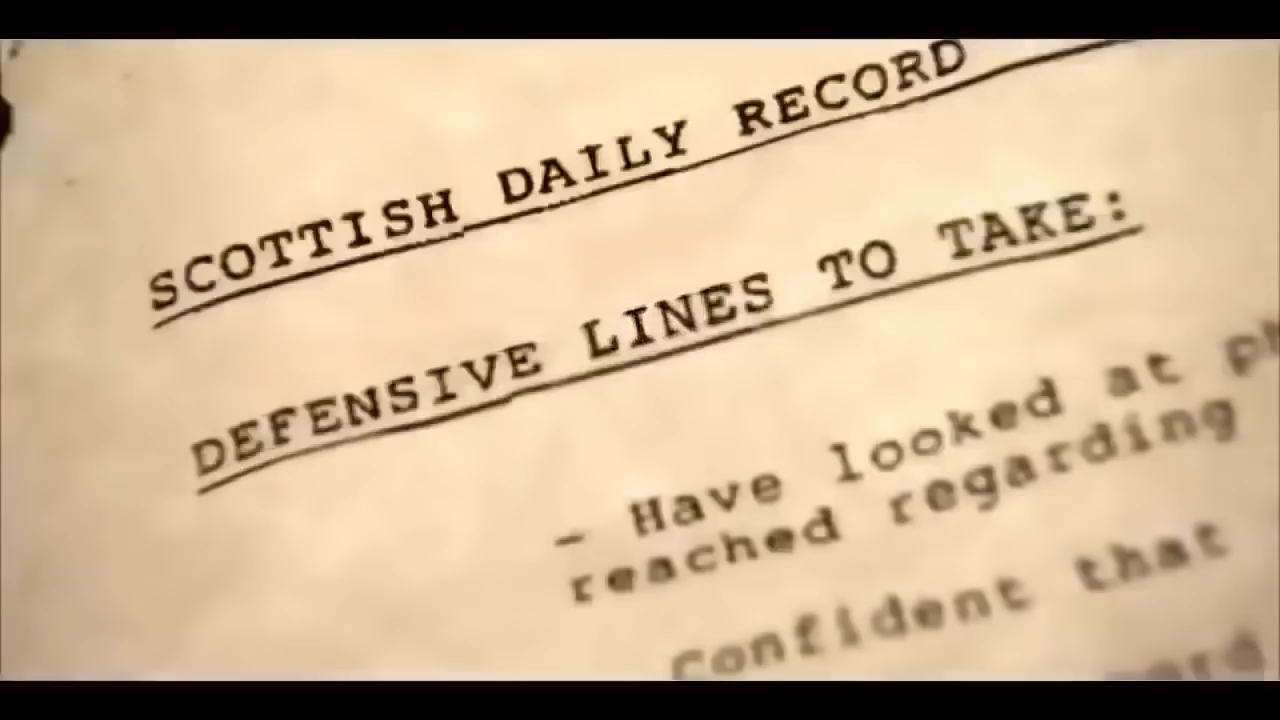 SCOTTISH DAILY RECORD
DEFENSIVE LINES TO TAKE:
- Have looked at
reached regarding
Confident that